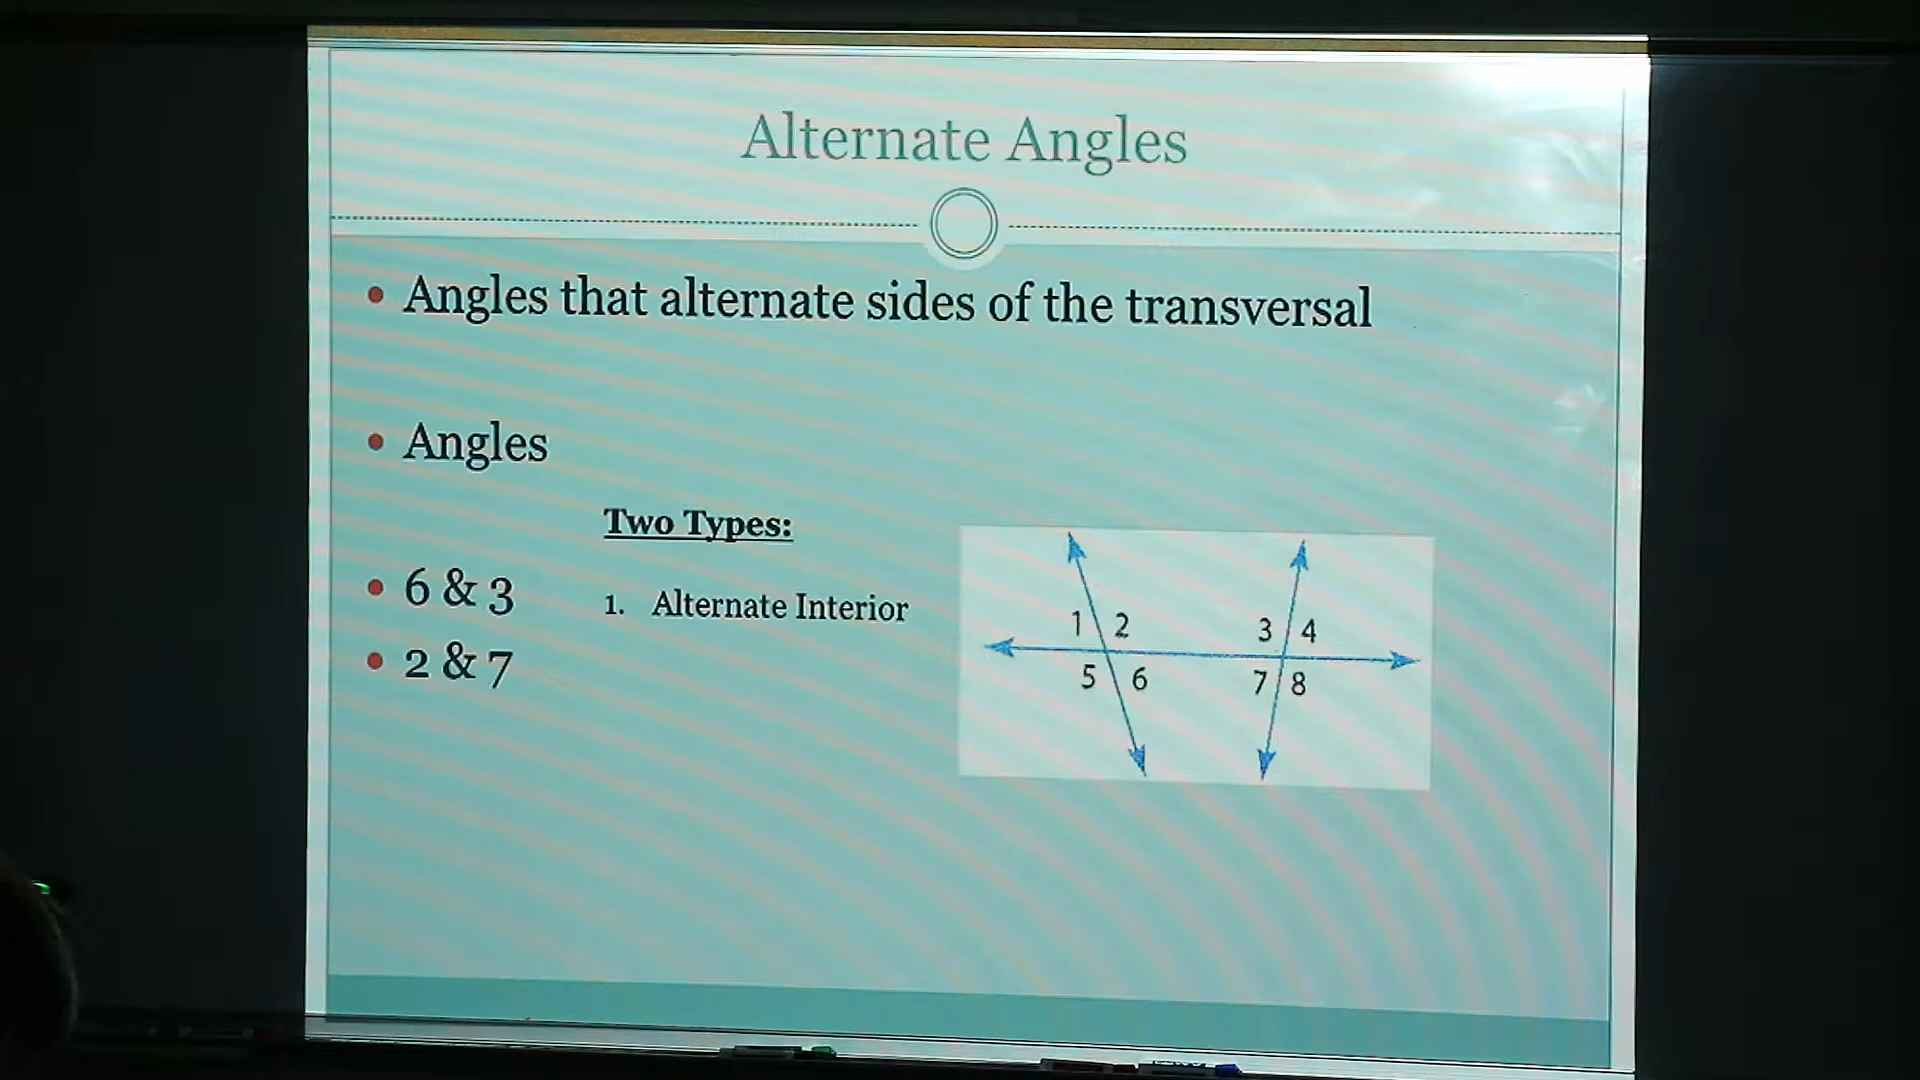 Alternate Angles
• Angles that alternate sides of the transversal
• Angles
Two Types:
• 6 & 3
1. Alternate Interior
• 2 & 7
1 2 3 4
5 6 7 8